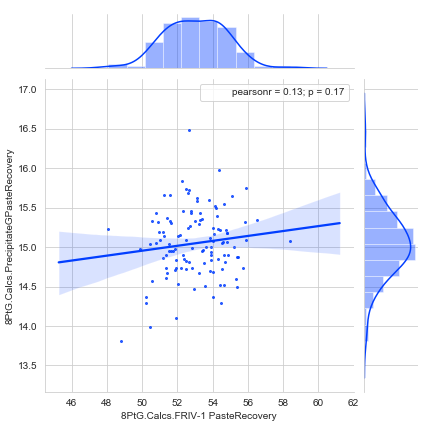 pearsonr = 0.13; p = 0.17
17.0
16.5
16.0
15.5
15.0
14.5
14.0
13.5
8PtG.Calcs.PrecipitateGPasteRecovery
46 48 50 52 54 56 58 60 62
8PtG.Calcs.FRIV-1 PasteRecovery